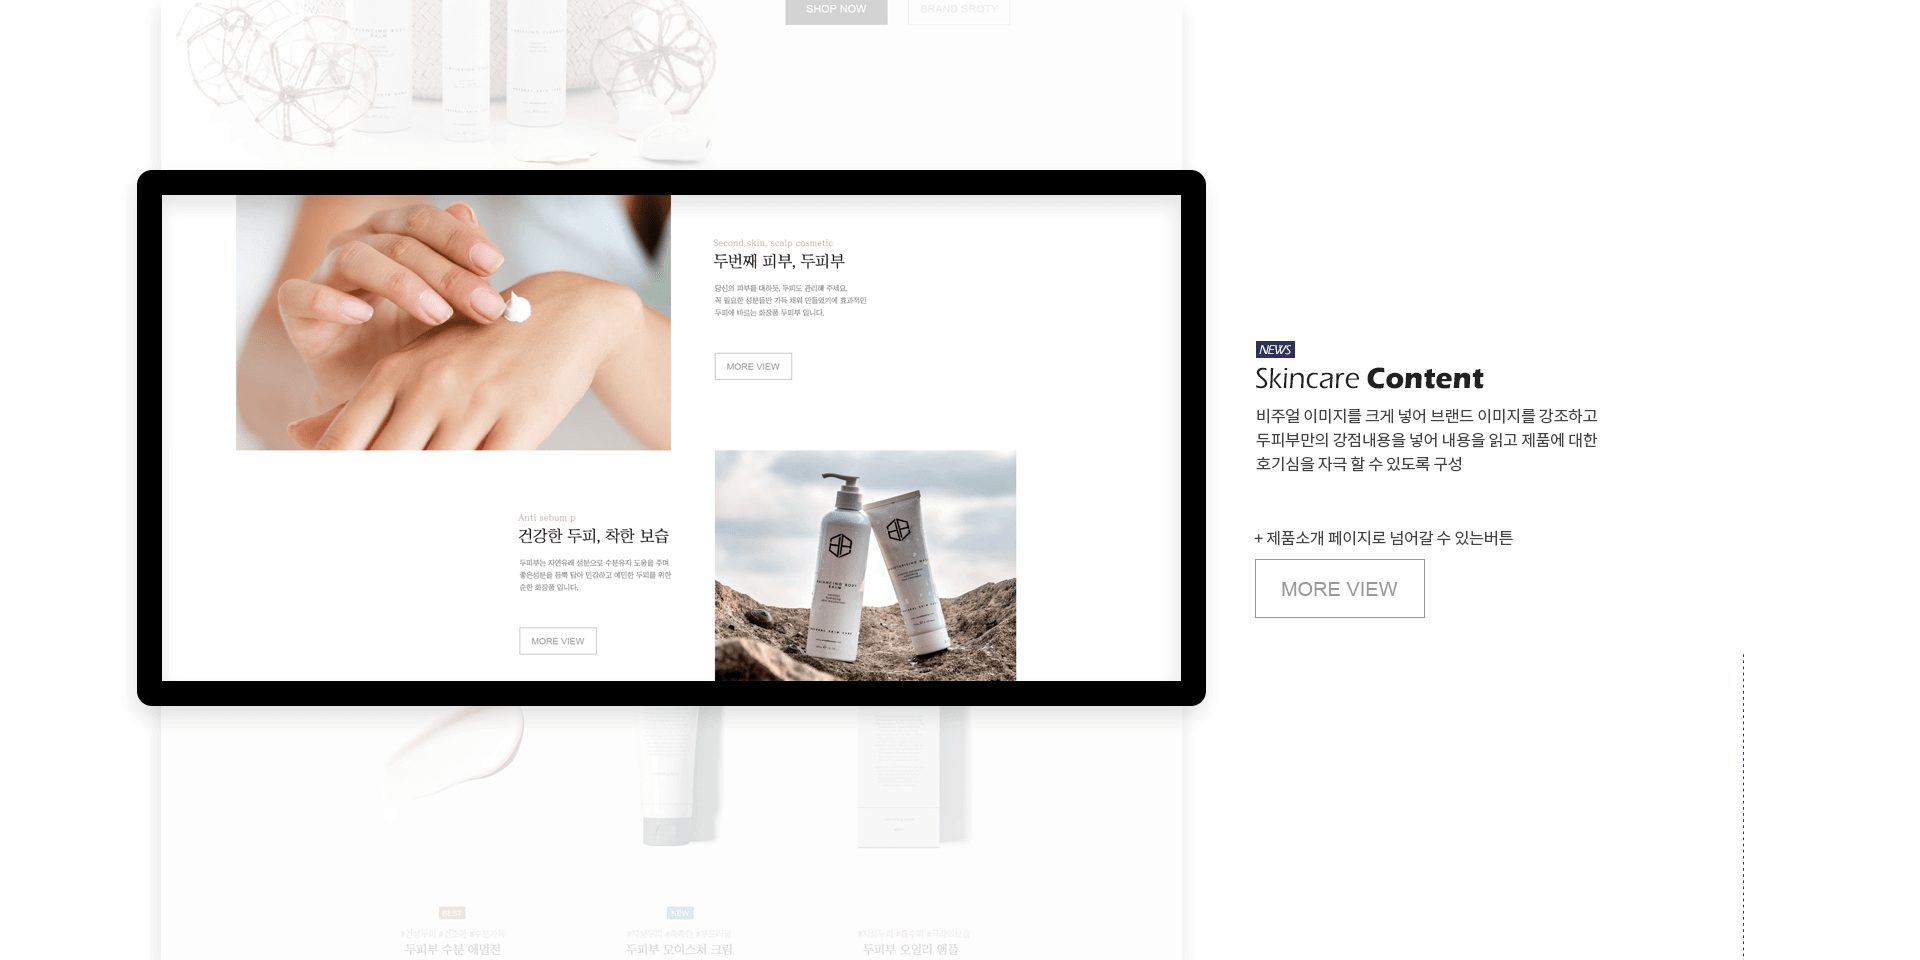 SHOP NOW
BRAND SROTY
Second skin, scalp cosmetic
두번째 피부, 두피부
당신의 피부를 대하듯, 두피도 관리해 주세요.
꼭 필요한 성분들만 가득 채워 만들었기에 효과적인
두피에 바르는 화장품 두피부 입니다.
MORE VIEW
Anti sebum p
건강한 두피, 착한 보습
두피부는 자연유래 성분으로 수분유지 도움을 주며
좋은성분을 듬뿍 담아 민감하고 예민한 두피를 위한
순한 화장품 입니다.
MORE VIEW
NEWS
Skincare Content
비주얼 이미지를 크게 넣어 브랜드 이미지를 강조하고
두피부만의 강점내용을 넣어 내용을 읽고 제품에 대한
호기심을 자극 할 수 있도록 구성
+ 제품소개 페이지로 넘어갈 수 있는버튼
MORE VIEW
BEST
NEW
두피부 수분 에멀전
두피부 모이스쳐 크림
두피부 오일리 앰플